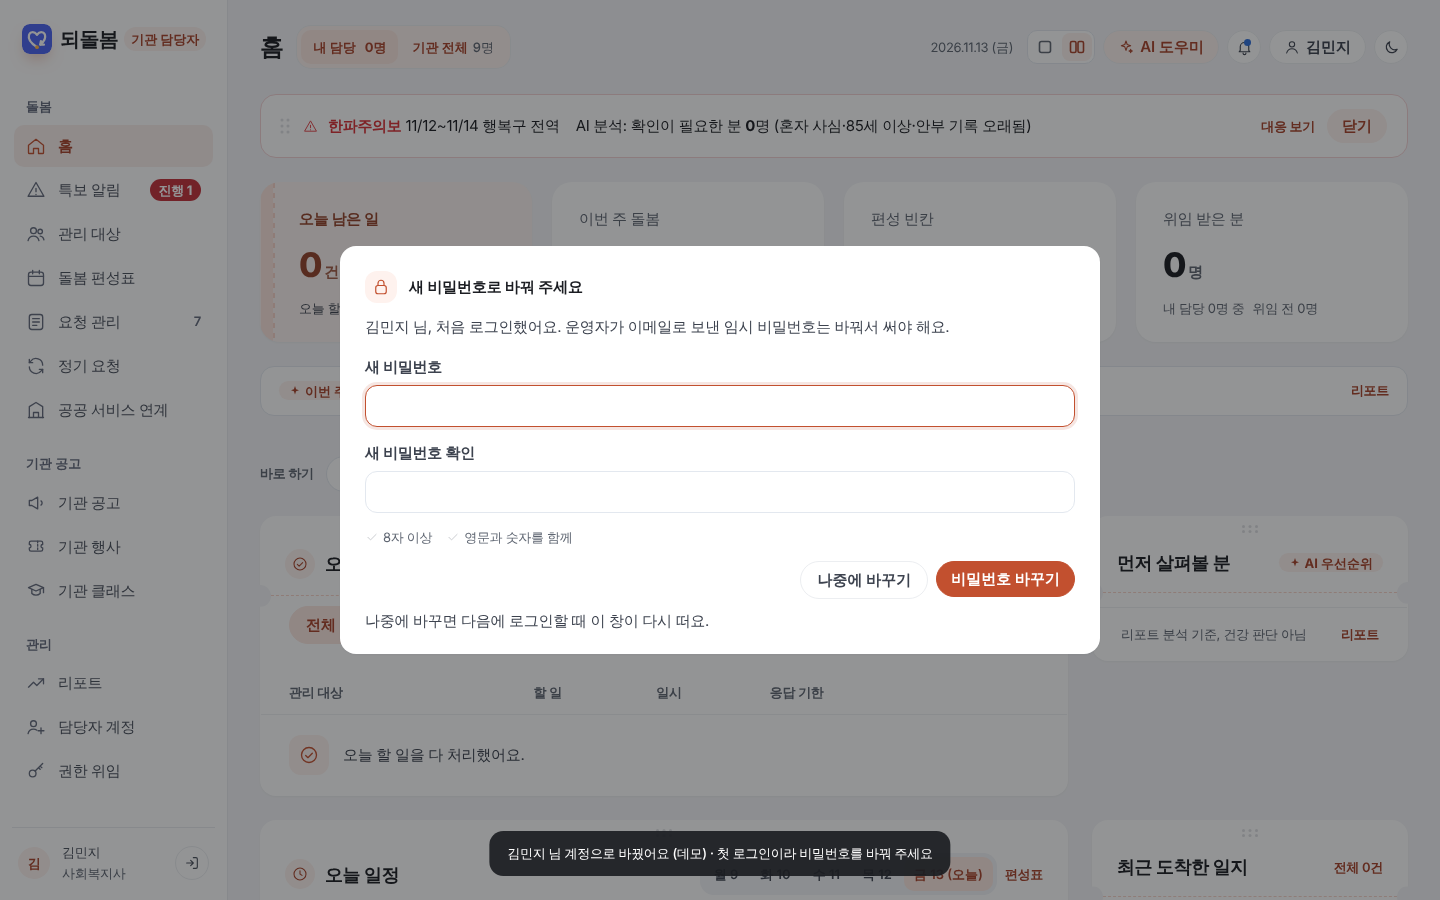 되돌봄 기관 담당자
돌봄
홈
특보 알림 진행 1
관리 대상
돌봄 편성표
요청 관리 7
정기 요청
공공 서비스 연계
기관 공고
기관 공고
기관 행사
기관 클래스
관리
리포트
담당자 계정
권한 위임
김 김민지
사회복지사
홈 내 담당 0명 기관 전체 9명
2026.11.13 (금) AI 도우미 김민지
한파주의보 11/12~11/14 행복구 전역 AI 분석: 확인이 필요한 분 0명 (혼자 사심·85세 이상·안부 기록 오래됨) 대응 보기 닫기
오늘 남은 일
0건
오늘 할
이번 주 돌봄
편성 빈칸
위임 받은 분
0명
내 담당 0명 중 위임 전 0명
이번 주 리포트
바로 하기
새 비밀번호로 바꿔 주세요
김민지 님, 처음 로그인했어요. 운영자가 이메일로 보낸 임시 비밀번호는 바꿔서 써야 해요.
새 비밀번호
새 비밀번호 확인
8자 이상 영문과 숫자를 함께
나중에 바꾸기 비밀번호 바꾸기
나중에 바꾸면 다음에 로그인할 때 이 창이 다시 떠요.
전체
관리 대상 할 일 일시 응답 기한
오늘 할 일을 다 처리했어요.
먼저 살펴볼 분 AI 우선순위
리포트 분석 기준, 건강 판단 아님 리포트
오늘 일정 (오늘) 편성표
최근 도착한 일지 전체 0건
김민지 님 계정으로 바꿨어요 (데모) · 첫 로그인이라 비밀번호를 바꿔 주세요